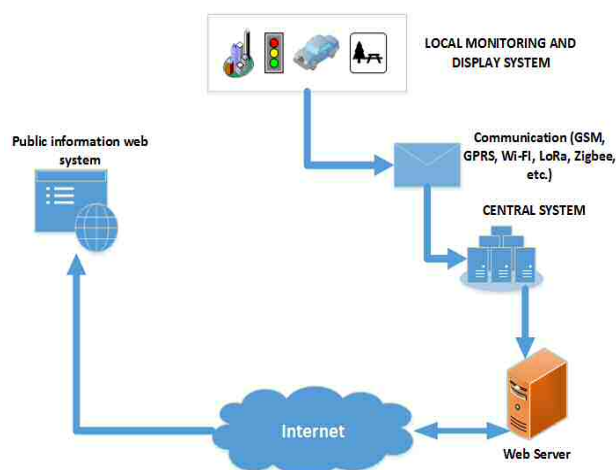 LOCAL MONITORING AND
DISPLAY SYSTEM
Public information web
system
Communication (GSM,
GPRS, Wi-FI, LoRa, Zigbee,
etc.)
CENTRAL SYSTEM
Internet
Web Server